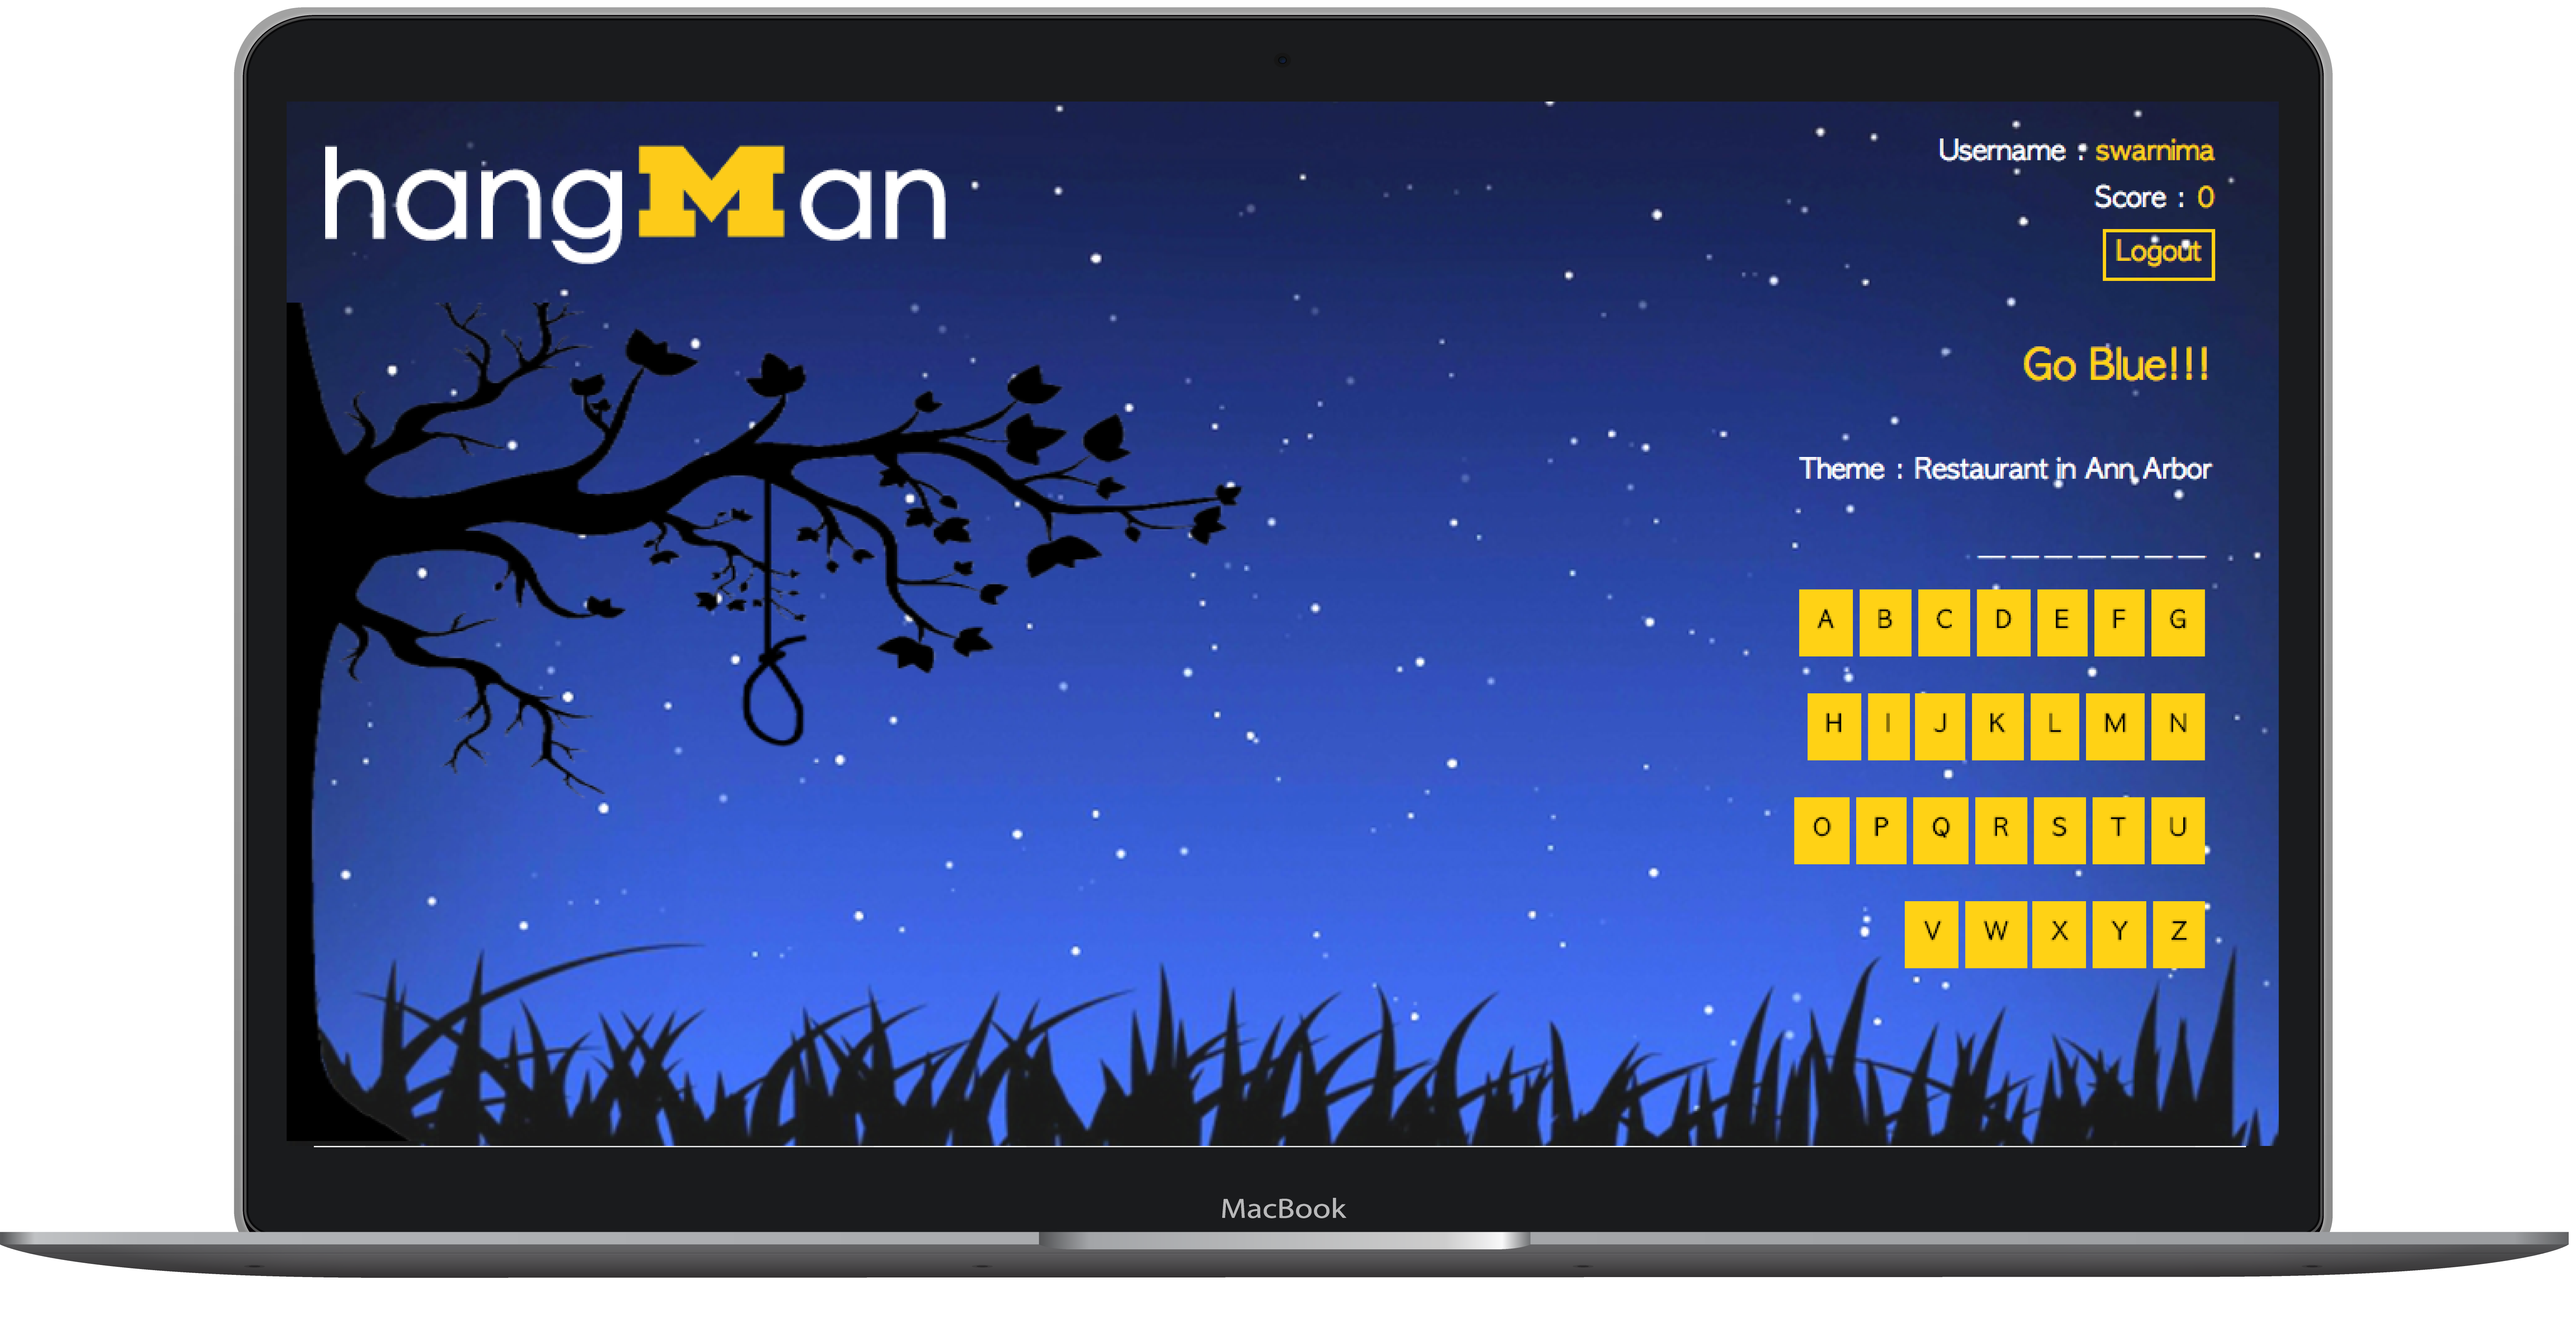 hangMan
Username : swarnima
Score : 0
Logout
Go Blue!!!
Theme : Restaurant in Ann Arbor
_ _ _ _ _ _ _
A B C D E F G
H I J K L M N
O P Q R S T U
V W X Y Z
MacBook